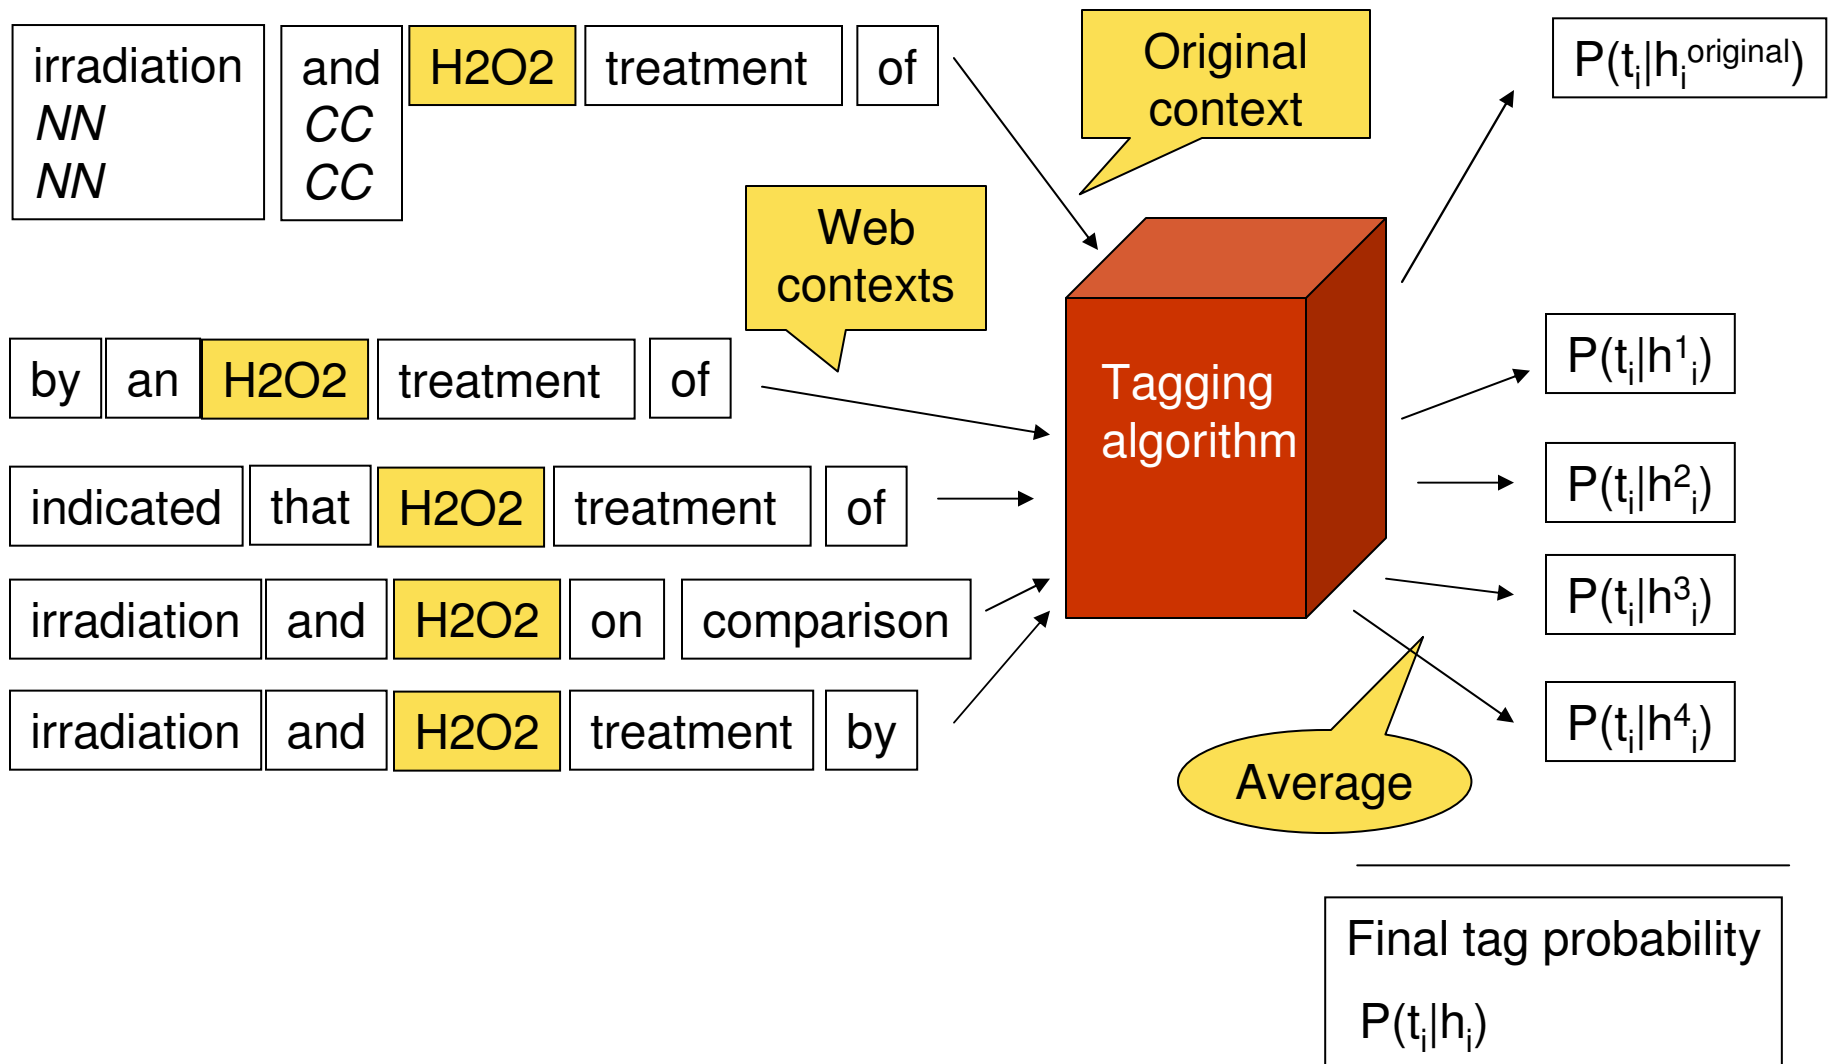 irradiation and H2O2 treatment of
NN CC
NN CC
Original
context
P(tᵢ|hᵢᵒʳⁱᵍⁱⁿᵃˡ)
Web
contexts
by an H2O2 treatment of
indicated that H2O2 treatment of
irradiation and H2O2 on comparison
irradiation and H2O2 treatment by
Tagging
algorithm
P(tᵢ|h¹ᵢ)
P(tᵢ|h²ᵢ)
P(tᵢ|h³ᵢ)
P(tᵢ|h⁴ᵢ)
Average
Final tag probability
P(tᵢ|hᵢ)